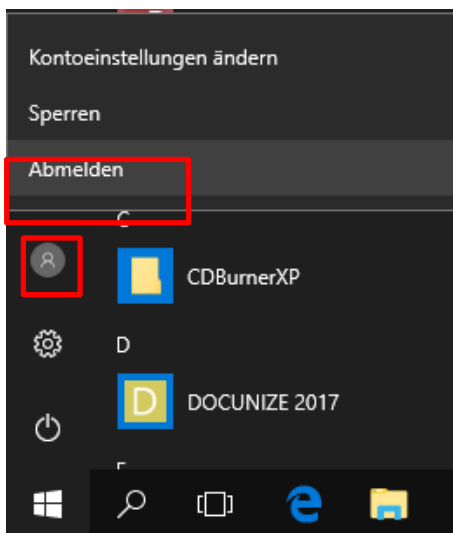 Kontoeinstellungen ändern
Sperren
Abmelden
C
CDBurnerXP
D
D
DOCUNIZE 2017